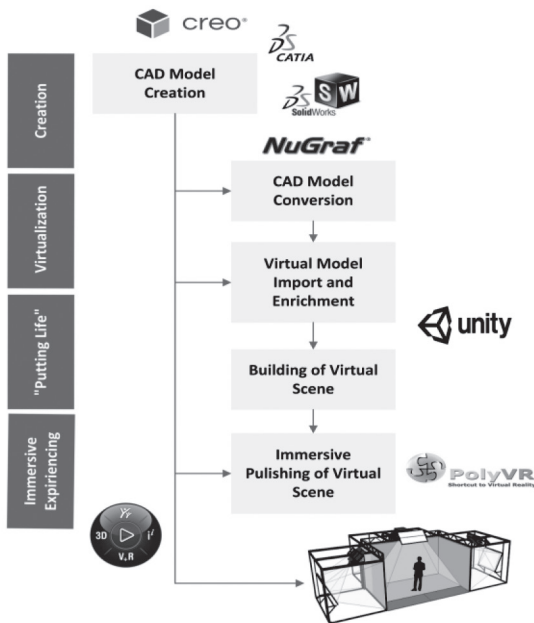 creo®
CATIA
CAD Model
Creation
SW
SolidWorks
Creation
NuGraf
CAD Model
Conversion
Virtualization
Virtual Model
Import and
Enrichment
unity
"Putting Life"
Building of Virtual
Scene
Immersive
Expiriencing
Immersive
Pulishing of Virtual
Scene
PolyVR
Shortcut to Virtual Reality
3D
V.R